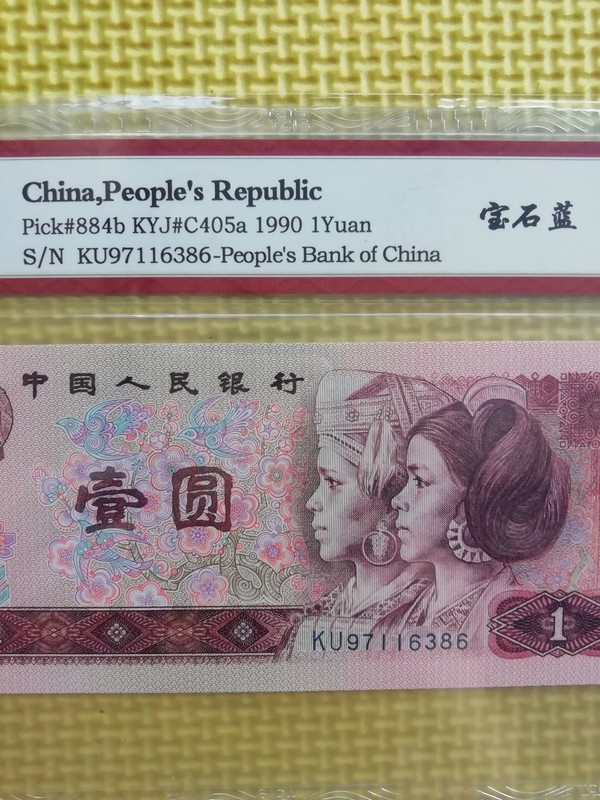 China,People's Republic
Pick#884b KYJ#C405a 1990 1Yuan
宝石蓝
S/N KU97116386-People's Bank of China
中国人民银行
壹圆
KU97116386
1